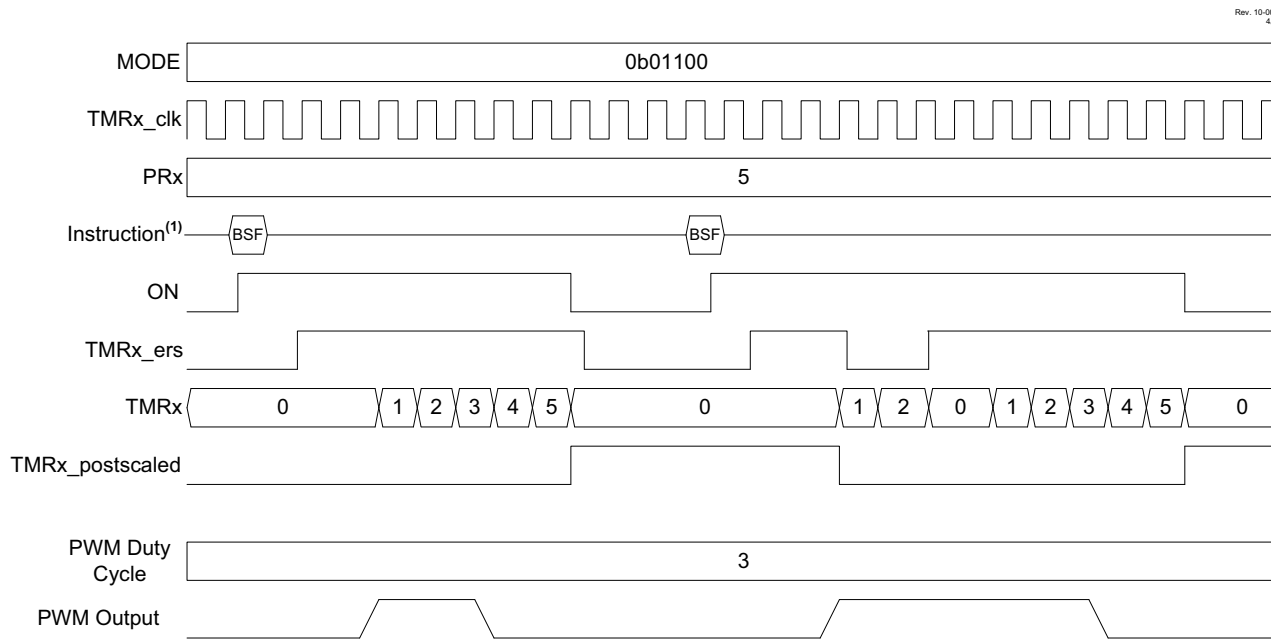 Rev. 10-00
4
MODE 0b01100
TMRx_clk
PRx 5
Instruction(1) BSF BSF
ON
TMRx_ers
TMRx 0 1 2 3 4 5 0 1 2 0 1 2 3 4 5 0
TMRx_postscaled
PWM Duty
Cycle 3
PWM Output